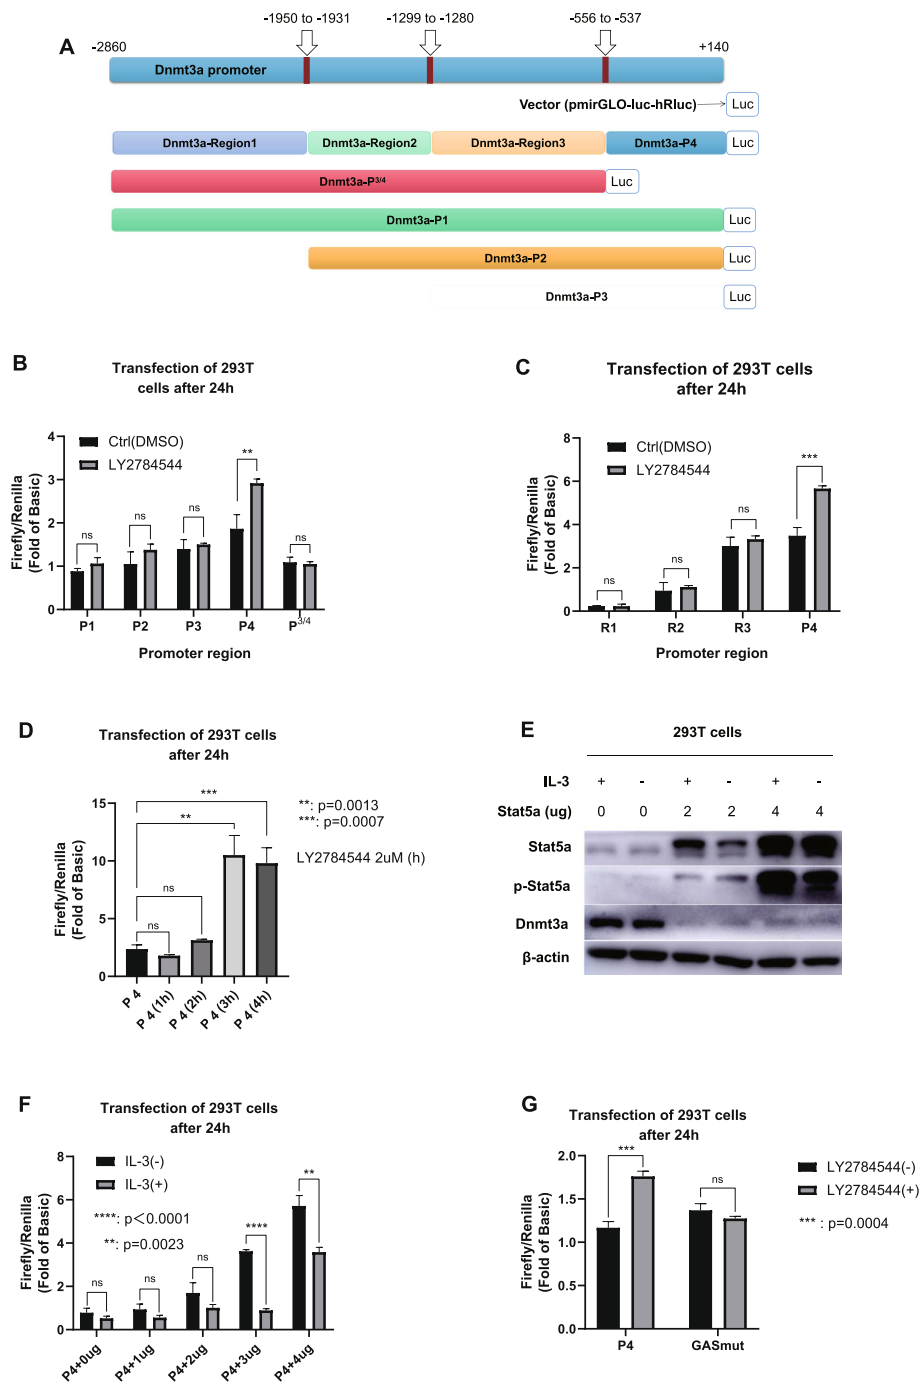 A
-1950 to -1931
-1299 to -1280
-556 to -537
-2860
+140
Dnmt3a promoter
Vector (pmirGLO-luc-hRluc)
Luc
Dnmt3a-Region1
Dnmt3a-Region2
Dnmt3a-Region3
Dnmt3a-P4
Luc
Dnmt3a-P3/4
Luc
Dnmt3a-P1
Luc
Dnmt3a-P2
Luc
Dnmt3a-P3
Luc
B
Transfection of 293T
cells after 24h
Ctrl(DMSO)
LY2784544
Firefly/Renilla
(Fold of Basic)
4
3
2
1
0
ns
ns
ns
**
ns
P1
P2
P3
P4
P3/4
Promoter region
C
Transfection of 293T cells
after 24h
Ctrl(DMSO)
LY2784544
Firefly/Renilla
(Fold of Basic)
8
6
4
2
0
ns
ns
ns
***
R1
R2
R3
P4
Promoter region
D
Transfection of 293T cells
after 24h
Firefly/Renilla
(Fold of Basic)
15
10
5
0
***
**
ns
ns
**: p=0.0013
***: p=0.0007
LY2784544 2uM (h)
P 4
P 4 (1h)
P 4 (2h)
P 4 (3h)
P 4 (4h)
E
293T cells
IL-3 + - + - + -
Stat5a (ug) 0 0 2 2 4 4
Stat5a
p-Stat5a
Dnmt3a
β-actin
F
Transfection of 293T cells
after 24h
IL-3(-)
IL-3(+)
****: p<0.0001
**: p=0.0023
Firefly/Renilla
(Fold of Basic)
8
6
4
2
0
ns
ns
ns
****
**
P4+0ug
P4+1ug
P4+2ug
P4+3ug
P4+4ug
G
Transfection of 293T cells
after 24h
Firefly/Renilla
(Fold of Basic)
2.0
1.5
1.0
0.5
0.0
***
ns
P4
GASmut
LY2784544(-)
LY2784544(+)
*** : p=0.0004